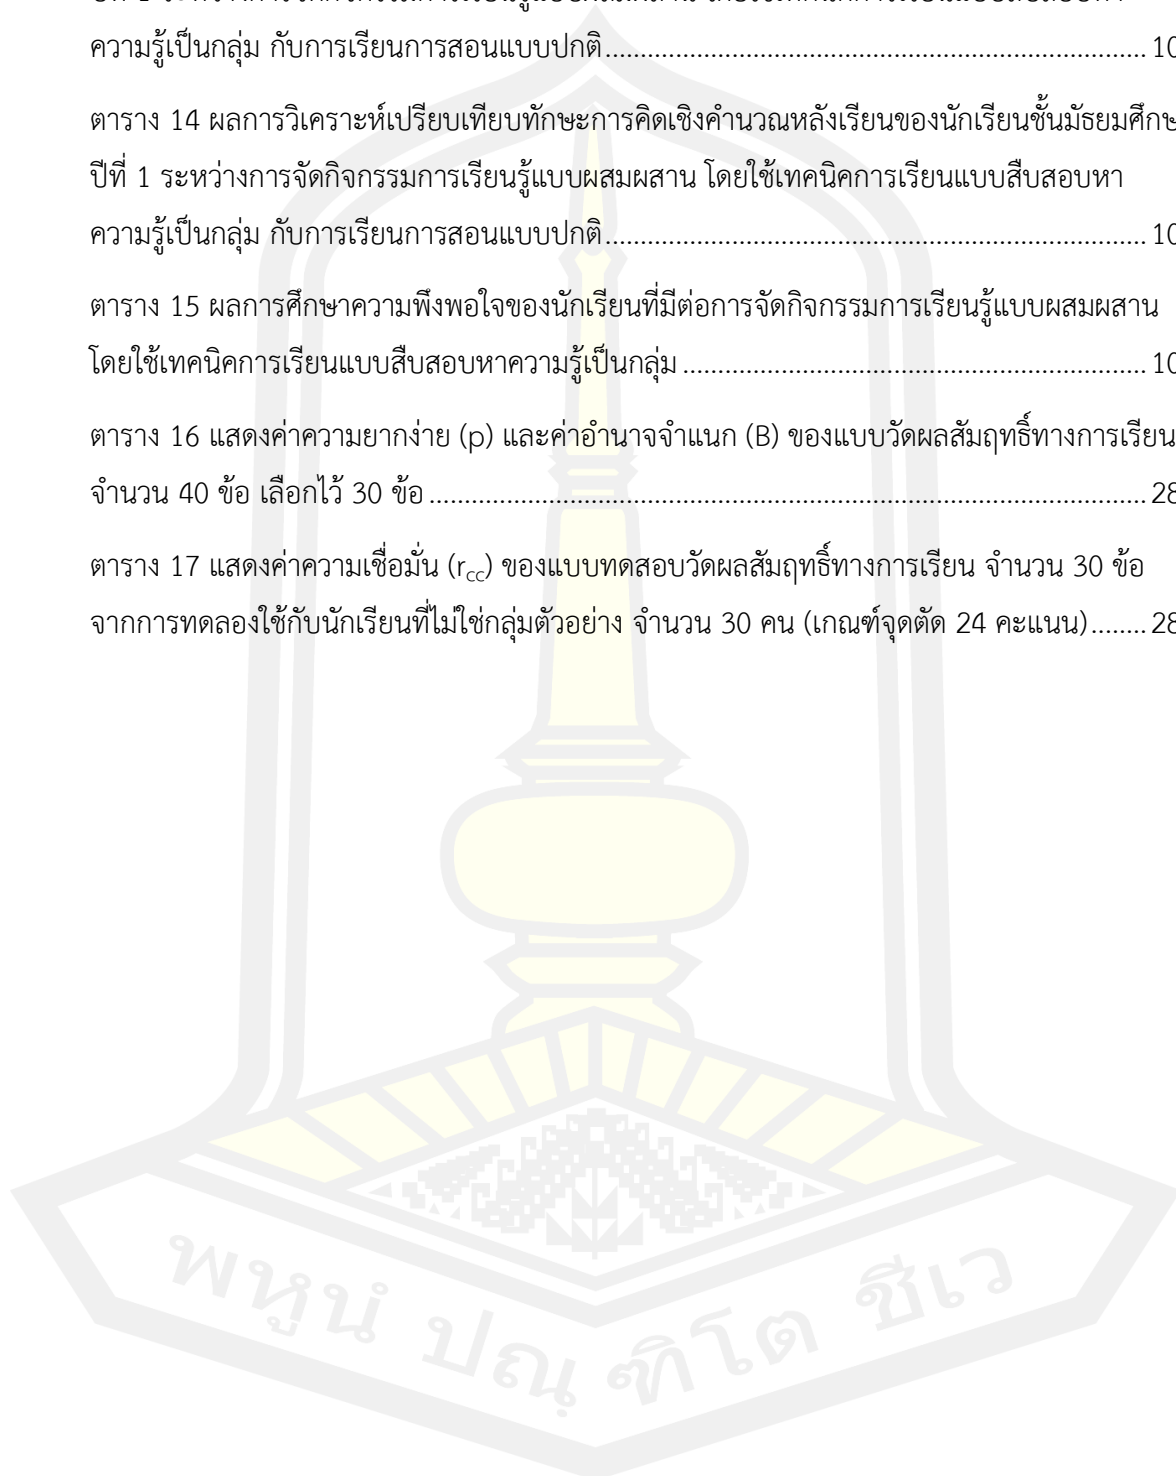 ความรู้เป็นกลุ่ม กับการเรียนการสอนแบบปกติ.......................................................................................... 10
ตาราง 14 ผลการวิเคราะห์เปรียบเทียบทักษะการคิดเชิงคำนวณหลังเรียนของนักเรียนชั้นมัธยมศึกษ
ปีที่ 1 ระหว่างการจัดกิจกรรมการเรียนรู้แบบผสมผสาน โดยใช้เทคนิคการเรียนแบบสืบสอบหา
ความรู้เป็นกลุ่ม กับการเรียนการสอนแบบปกติ.......................................................................................... 10
ตาราง 15 ผลการศึกษาความพึงพอใจของนักเรียนที่มีต่อการจัดกิจกรรมการเรียนรู้แบบผสมผสาน
โดยใช้เทคนิคการเรียนแบบสืบสอบหาความรู้เป็นกลุ่ม ............................................................................. 10
ตาราง 16 แสดงค่าความยากง่าย (p) และค่าอำนาจจำแนก (B) ของแบบวัดผลสัมฤทธิ์ทางการเรียน
จำนวน 40 ข้อ เลือกไว้ 30 ข้อ ....................................................................................................................... 28
ตาราง 17 แสดงค่าความเชื่อมั่น (rcc) ของแบบทดสอบวัดผลสัมฤทธิ์ทางการเรียน จำนวน 30 ข้อ
จากการทดลองใช้กับนักเรียนที่ไม่ใช่กลุ่มตัวอย่าง จำนวน 30 คน (เกณฑ์จุดตัด 24 คะแนน)........ 28
พหูนํ ปณฺฑิโต ชีเว